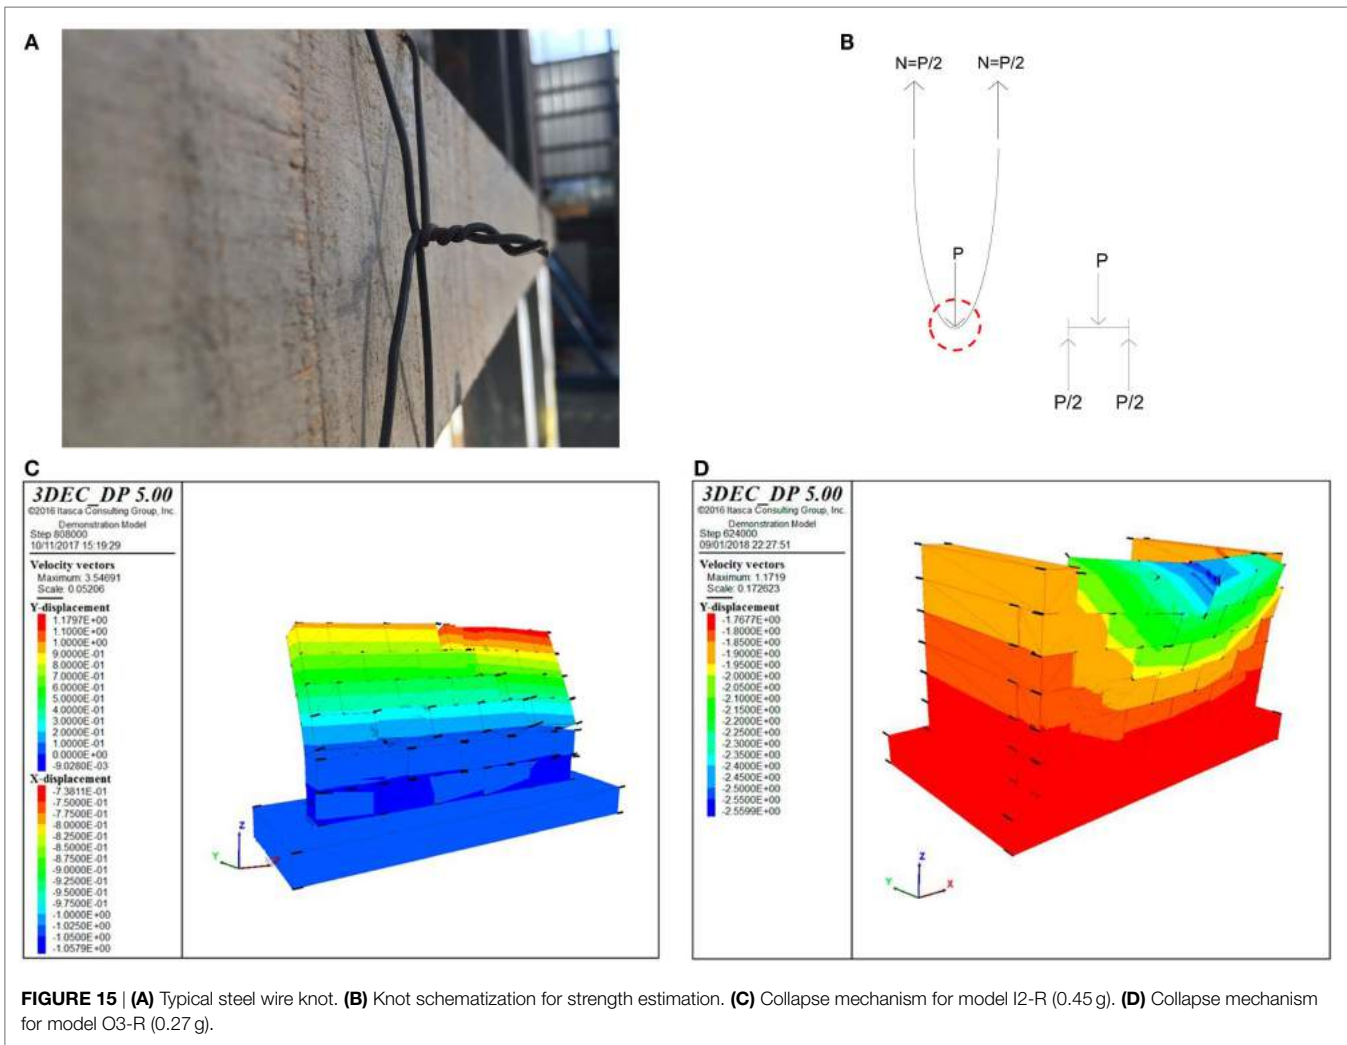 A
B
N=P/2 N=P/2
P
P
P/2 P/2
C
3DEC_DP 5.00
©2016 Itasca Consulting Group, Inc.
Demonstration Model
Step 808000
10/11/2017 15:19:29
Velocity vectors
Maximum: 3.54691
Scale: 0.05206
Y-displacement
1.1797E+00
1.1000E+00
1.0000E+00
9.0000E-01
8.0000E-01
7.0000E-01
6.0000E-01
5.0000E-01
4.0000E-01
3.0000E-01
2.0000E-01
1.0000E-01
0.0000E+00
-9.0280E-03
X-displacement
-7.3811E-01
-7.5000E-01
-7.7500E-01
-8.0000E-01
-8.2500E-01
-8.5000E-01
-8.7500E-01
-9.0000E-01
-9.2500E-01
-9.5000E-01
-9.7500E-01
-1.0000E+00
-1.0250E+00
-1.0500E+00
-1.0579E+00
Z
Y
D
3DEC_DP 5.00
©2016 Itasca Consulting Group, Inc.
Demonstration Model
Step 624000
09/01/2018 22:27:51
Velocity vectors
Maximum: 1.1719
Scale: 0.172623
Y-displacement
-1.7677E+00
-1.8000E+00
-1.8500E+00
-1.9000E+00
-1.9500E+00
-2.0000E+00
-2.0500E+00
-2.1000E+00
-2.1500E+00
-2.2000E+00
-2.2500E+00
-2.3000E+00
-2.3500E+00
-2.4000E+00
-2.4500E+00
-2.5000E+00
-2.5500E+00
-2.5599E+00
Z
Y X
FIGURE 15 | (A) Typical steel wire knot. (B) Knot schematization for strength estimation. (C) Collapse mechanism for model I2-R (0.45 g). (D) Collapse mechanism
for model O3-R (0.27 g).